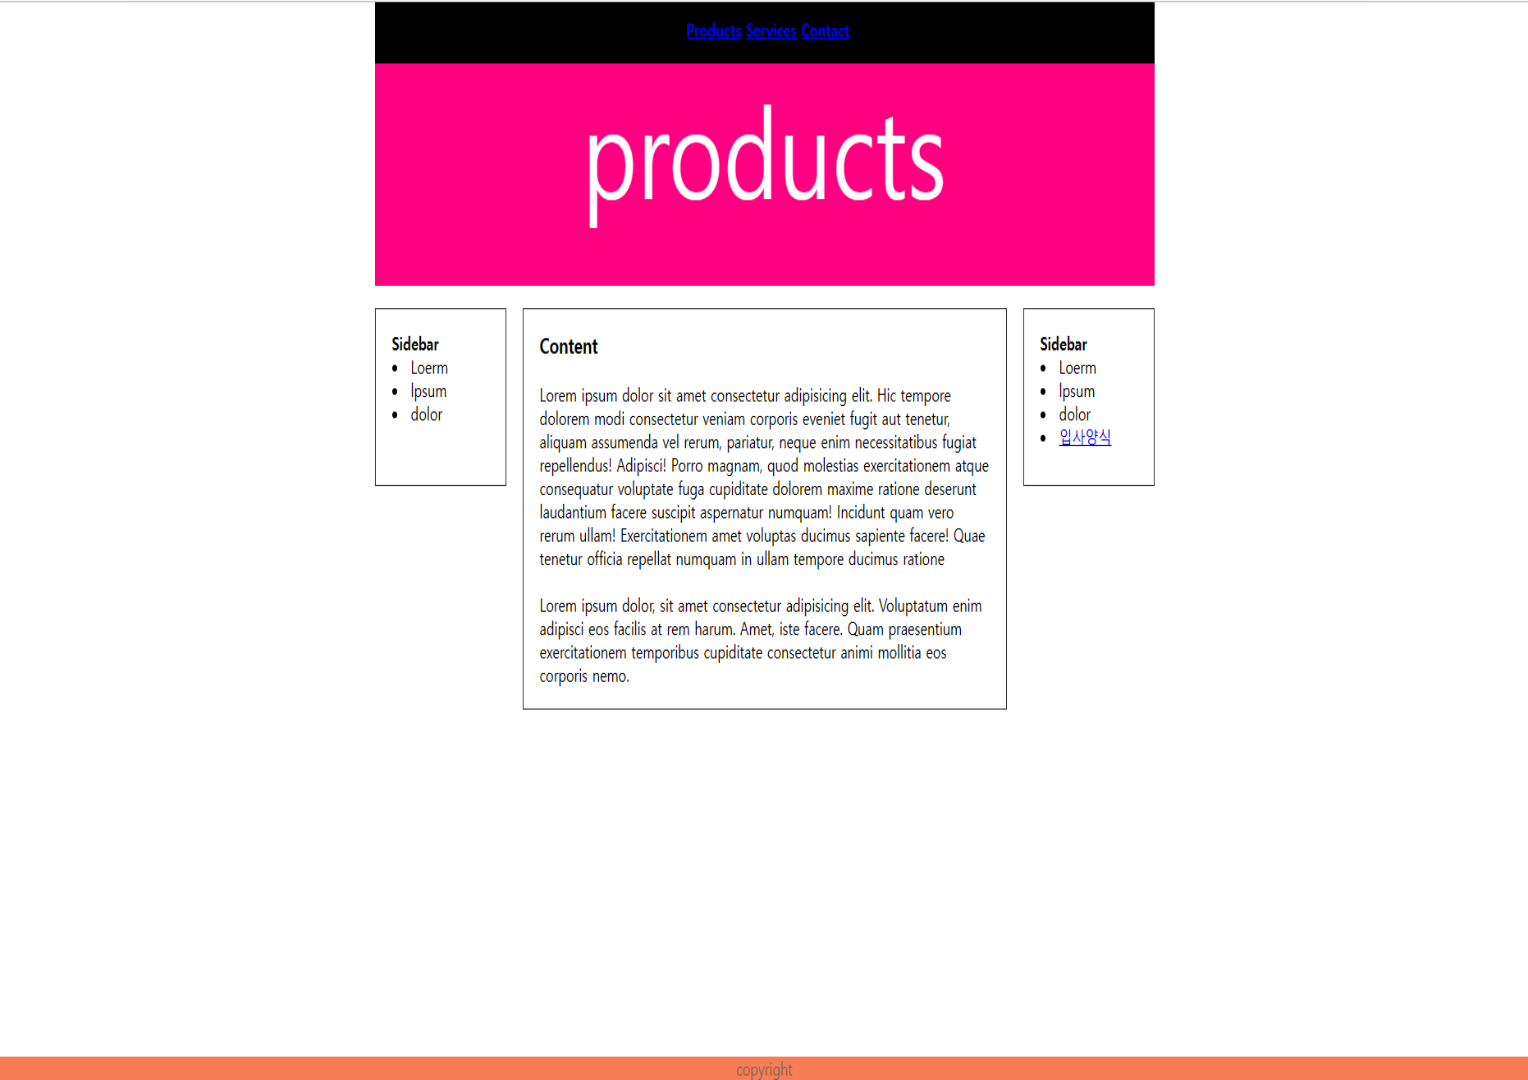 Products Services Contact
products
Sidebar
Loerm
Ipsum
dolor
Content
Lorem ipsum dolor sit amet consectetur adipisicing elit. Hic tempore
dolorem modi consectetur veniam corporis eveniet fugit aut tenetur,
aliquam assumenda vel rerum, pariatur, neque enim necessitatibus fugiat
repellendus! Adipisci! Porro magnam, quod molestias exercitationem atque
consequatur voluptate fuga cupiditate dolorem maxime ratione deserunt
laudantium facere suscipit aspernatur numquam! Incidunt quam vero
rerum ullam! Exercitationem amet voluptas ducimus sapiente facere! Quae
tenetur officia repellat numquam in ullam tempore ducimus ratione
Lorem ipsum dolor, sit amet consectetur adipisicing elit. Voluptatum enim
adipisci eos facilis at rem harum. Amet, iste facere. Quam praesentium
exercitationem temporibus cupiditate consectetur animi mollitia eos
corporis nemo.
Sidebar
Loerm
Ipsum
dolor
입사양식
copyright